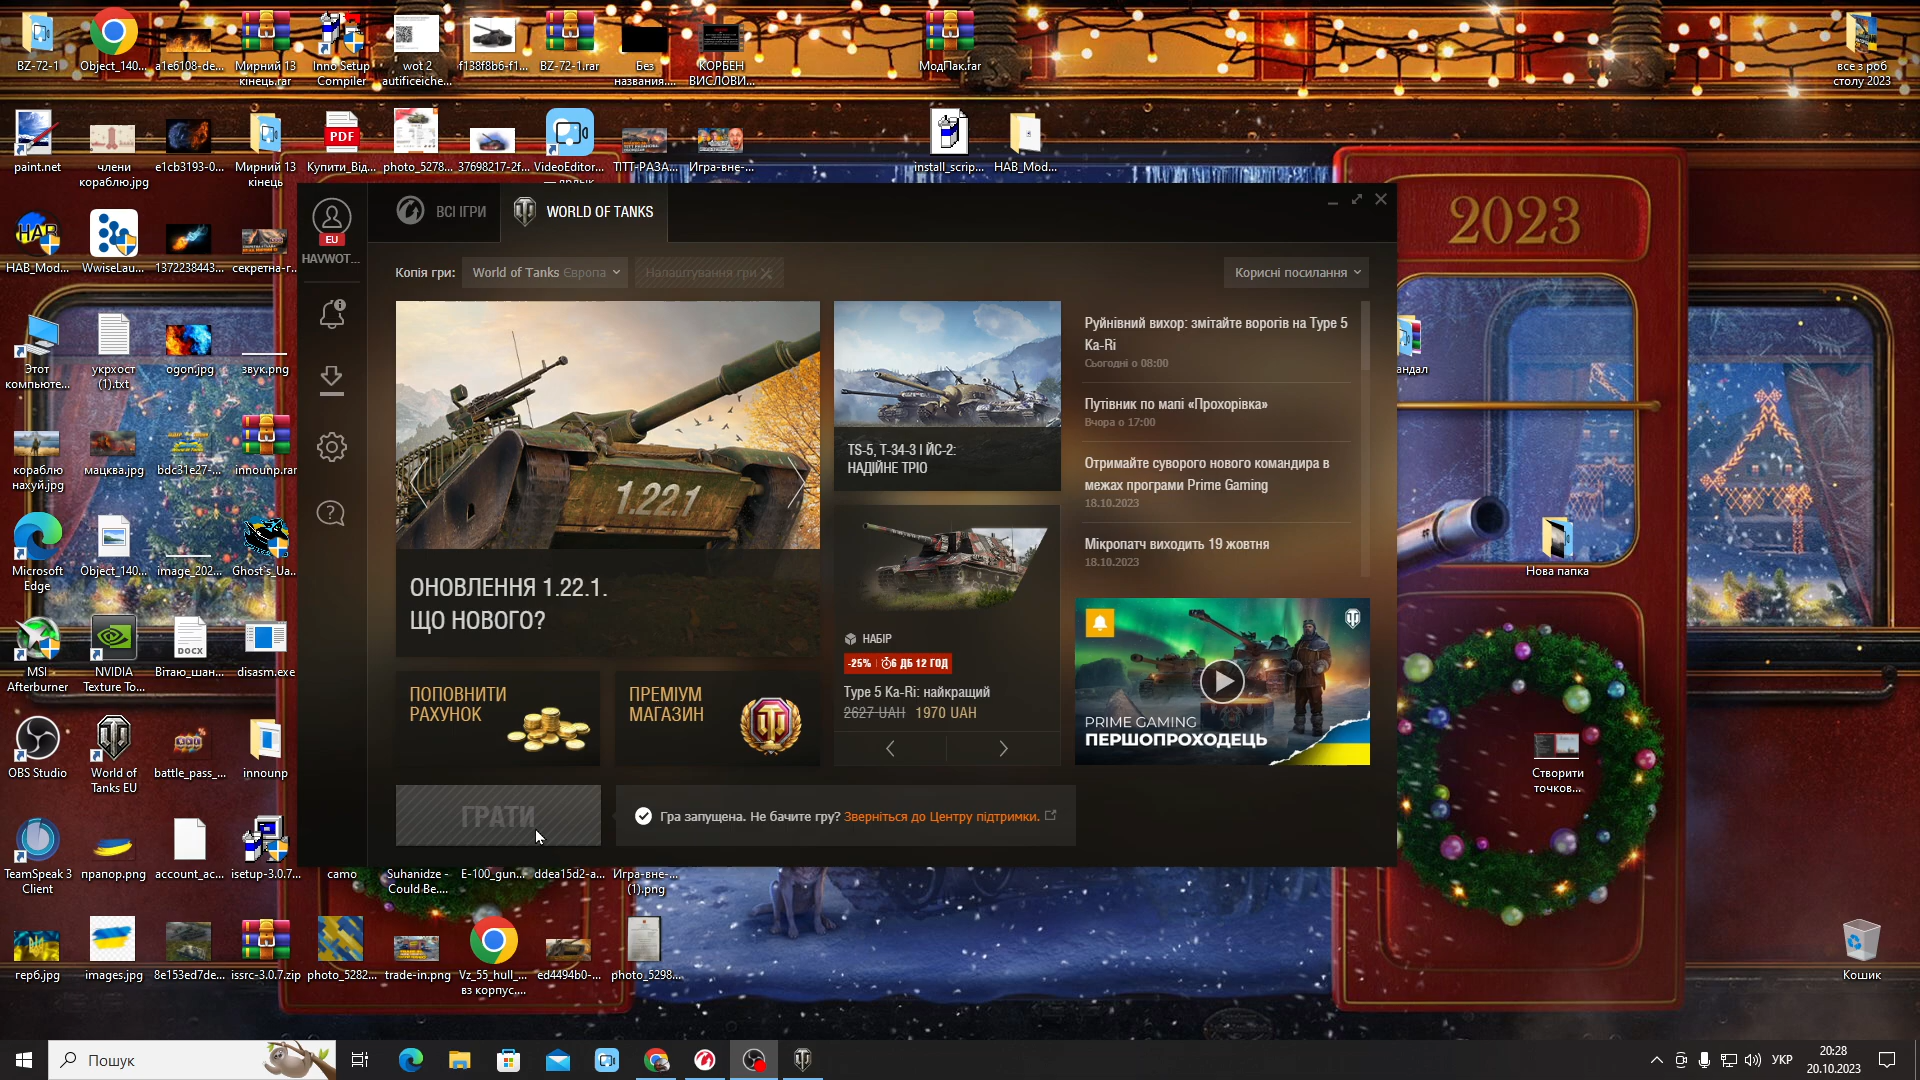 BZ-72-1
Object_140...
a1e6108-de...
Мирний 13
кінець.rar
Inno Setup
Compiler
wot 2
autificeiche...
f138f8b6-f1...
BZ-72-1.rar
Без
названия....
КОРБЕН
ВИСЛОВИ...
МодПак.rar
все з роб
столу 2023
paint.net
члени
кораблю.jpg
e1cb3193-0...
Мирний 13
кінець
PDF
Купити_Від...
photo_5278...
37698217-2f...
VideoEditor...
ТІТТ-РАЗА...
Игра-вне-...
install_scrip...
HAB_Mod...
HAB_Mod...
WwiseLau...
1372238443...
секретна-г...
EU
HAVWOT...
ВСІ ІГРИ
WORLD OF TANKS
2023
Копія гри:
World of Tanks Європа
Налаштування гри
Корисні посилання
Этот
компьюте...
укрхост
(1).txt
ogon.jpg
звук.png
1.22.1
ОНОВЛЕННЯ 1.22.1.
ЩО НОВОГО?
TS-5, T-34-3 І ЙС-2:
НАДІЙНЕ ТРІО
Руйнівний вихор: змітайте ворогів на Type 5
Ka-Ri
Сьогодні о 08:00
Путівник по мапі «Прохорівка»
Вчора о 17:00
Отримайте суворого нового командира в
межах програми Prime Gaming
18.10.2023
Мікропатч виходить 19 жовтня
18.10.2023
андал
кораблю
нахуй.jpg
мацква.jpg
bdc31e27-...
innounp.rar
Microsoft
Edge
Object_140...
image_202...
Ghost's_Ua...
Нова папка
НАБІР
-25%
6 ДБ 12 ГОД
Type 5 Ka-Ri: найкращий
2627 UAH 1970 UAH
PRIME GAMING
ПЕРШОПРОХОДЕЦЬ
ПОПОВНИТИ
РАХУНОК
ПРЕМІУМ
МАГАЗИН
MSI
Afterburner
NVIDIA
Texture To...
DOCX
Вітаю_шан...
disasm.exe
OBS Studio
World of
Tanks EU
battle_pass_...
innounp
Створити
точков...
ГРАТИ
Гра запущена. Не бачите гру? Зверніться до Центру підтримки.
TeamSpeak 3
Client
прапор.png
account_ac...
isetup-3.0.7...
самo
Suhanidze -
Could Be....
E-100_gun...
ddea15d2-a...
Игра-вне-...
(1).png
герб.jpg
images.jpg
8e153ed7de...
issrc-3.0.7.zip
photo_5282...
trade-in.png
Vz_55_hull_...
вз корпус....
ed4494b0-...
photo_5298...
Кошик
Пошук
УКР
20:28
20.10.2023